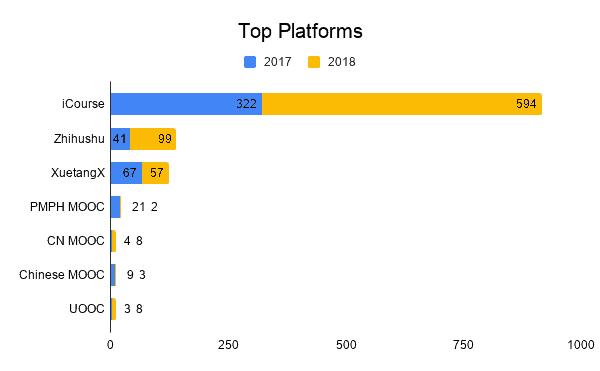 Top Platforms
2017 2018
iCourse 322 594
Zhihushu 41 99
XuetangX 67 57
PMPH MOOC 21 2
CN MOOC 4 8
Chinese MOOC 9 3
UOOC 3 8
0 250 500 750 1000